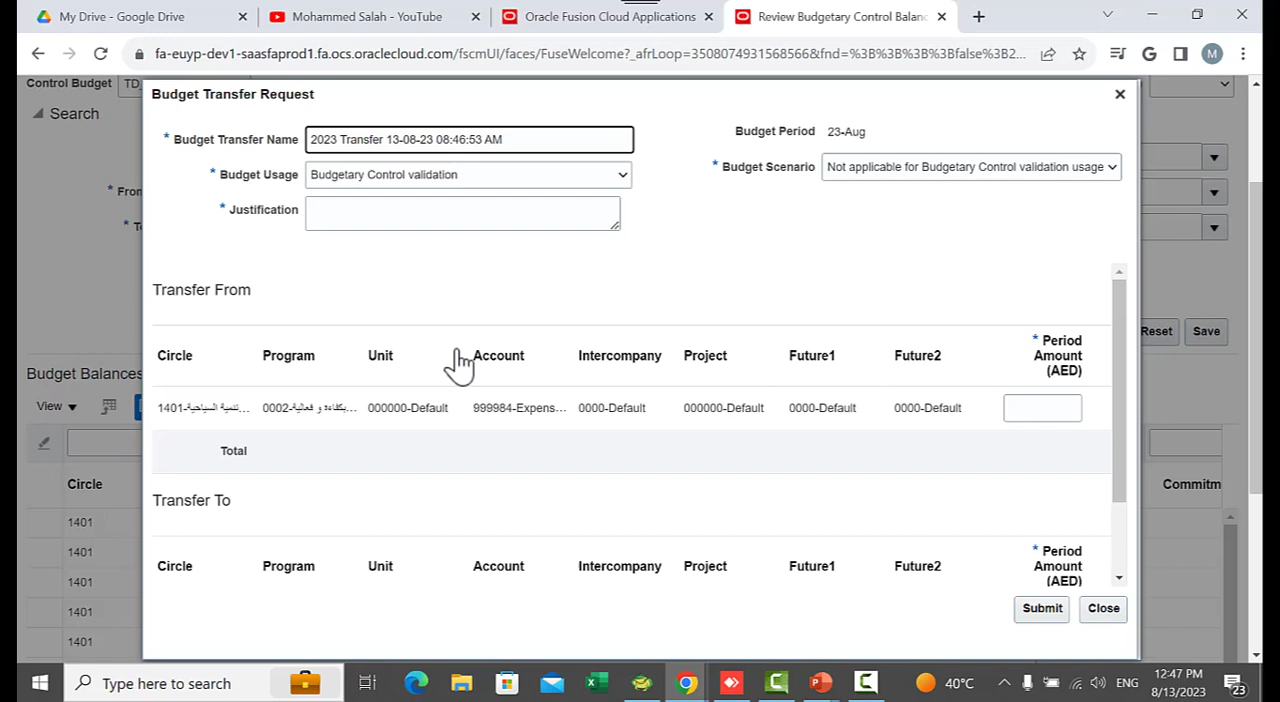 My Drive - Google Drive
Mohammed Salah - YouTube
Oracle Fusion Cloud Applications
Review Budgetary Control Balanc
fa-euyp-dev1-saasfaprod1.fa.ocs.oraclecloud.com/fscmUI/faces/FuseWelcome?_afrLoop=3508074931568566&fnd=%3B%3B%3B%3Bfalse%3B2...
M
Control Budget TD_
Search
* From
* To
Reset Save
Budget Balances
View
Circle
Commitm
1401
1401
1401
1401
1401
Budget Transfer Request
* Budget Transfer Name 2023 Transfer 13-08-23 08:46:53 AM
Budget Period 23-Aug
* Budget Usage Budgetary Control validation
* Budget Scenario Not applicable for Budgetary Control validation usage
* Justification
Transfer From
Circle Program Unit Account Intercompany Project Future1 Future2 * Period Amount (AED)
1401-تنمية السياحية... 0002-بكفاءه و فعالية... 000000-Default 999984-Expens... 0000-Default 000000-Default 0000-Default 0000-Default
Total
Transfer To
Circle Program Unit Account Intercompany Project Future1 Future2 * Period Amount (AED)
Submit Close
Type here to search
40°C
ENG
12:47 PM
8/13/2023
23